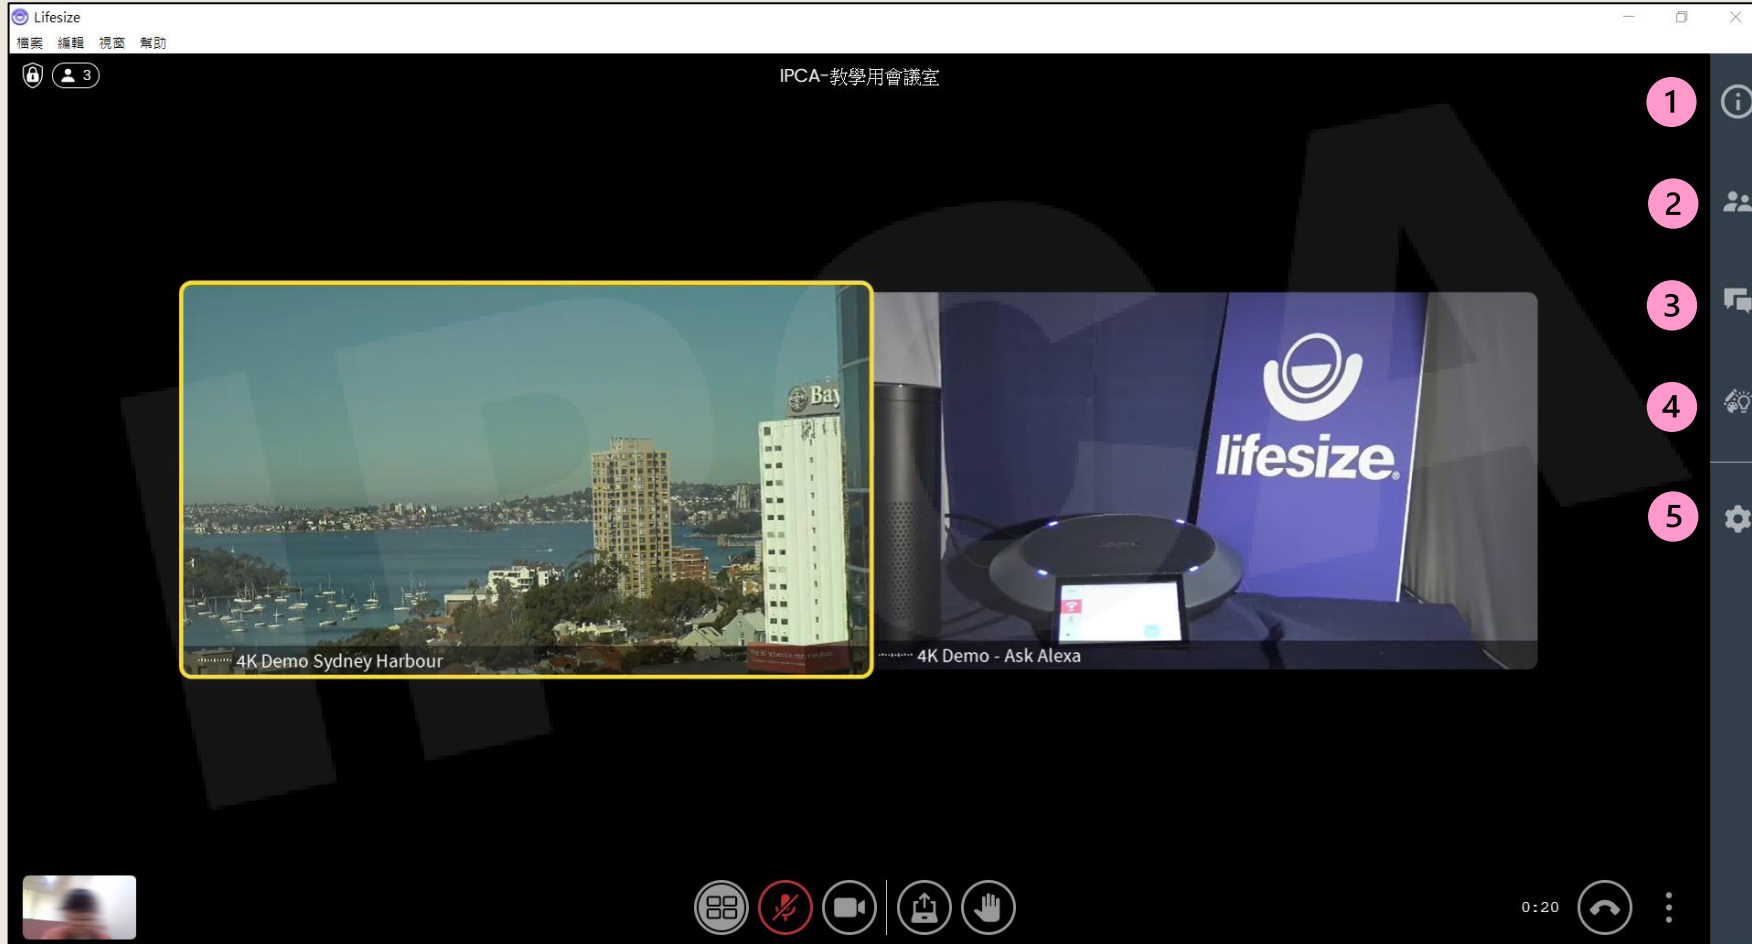 Lifesize
檔案 編輯 視窗 幫助
3
IPCA-教學用會議室
1
2
3
4
5
IPCA
Bay
lifesize
4K Demo Sydney Harbour
4K Demo - Ask Alexa
0:20